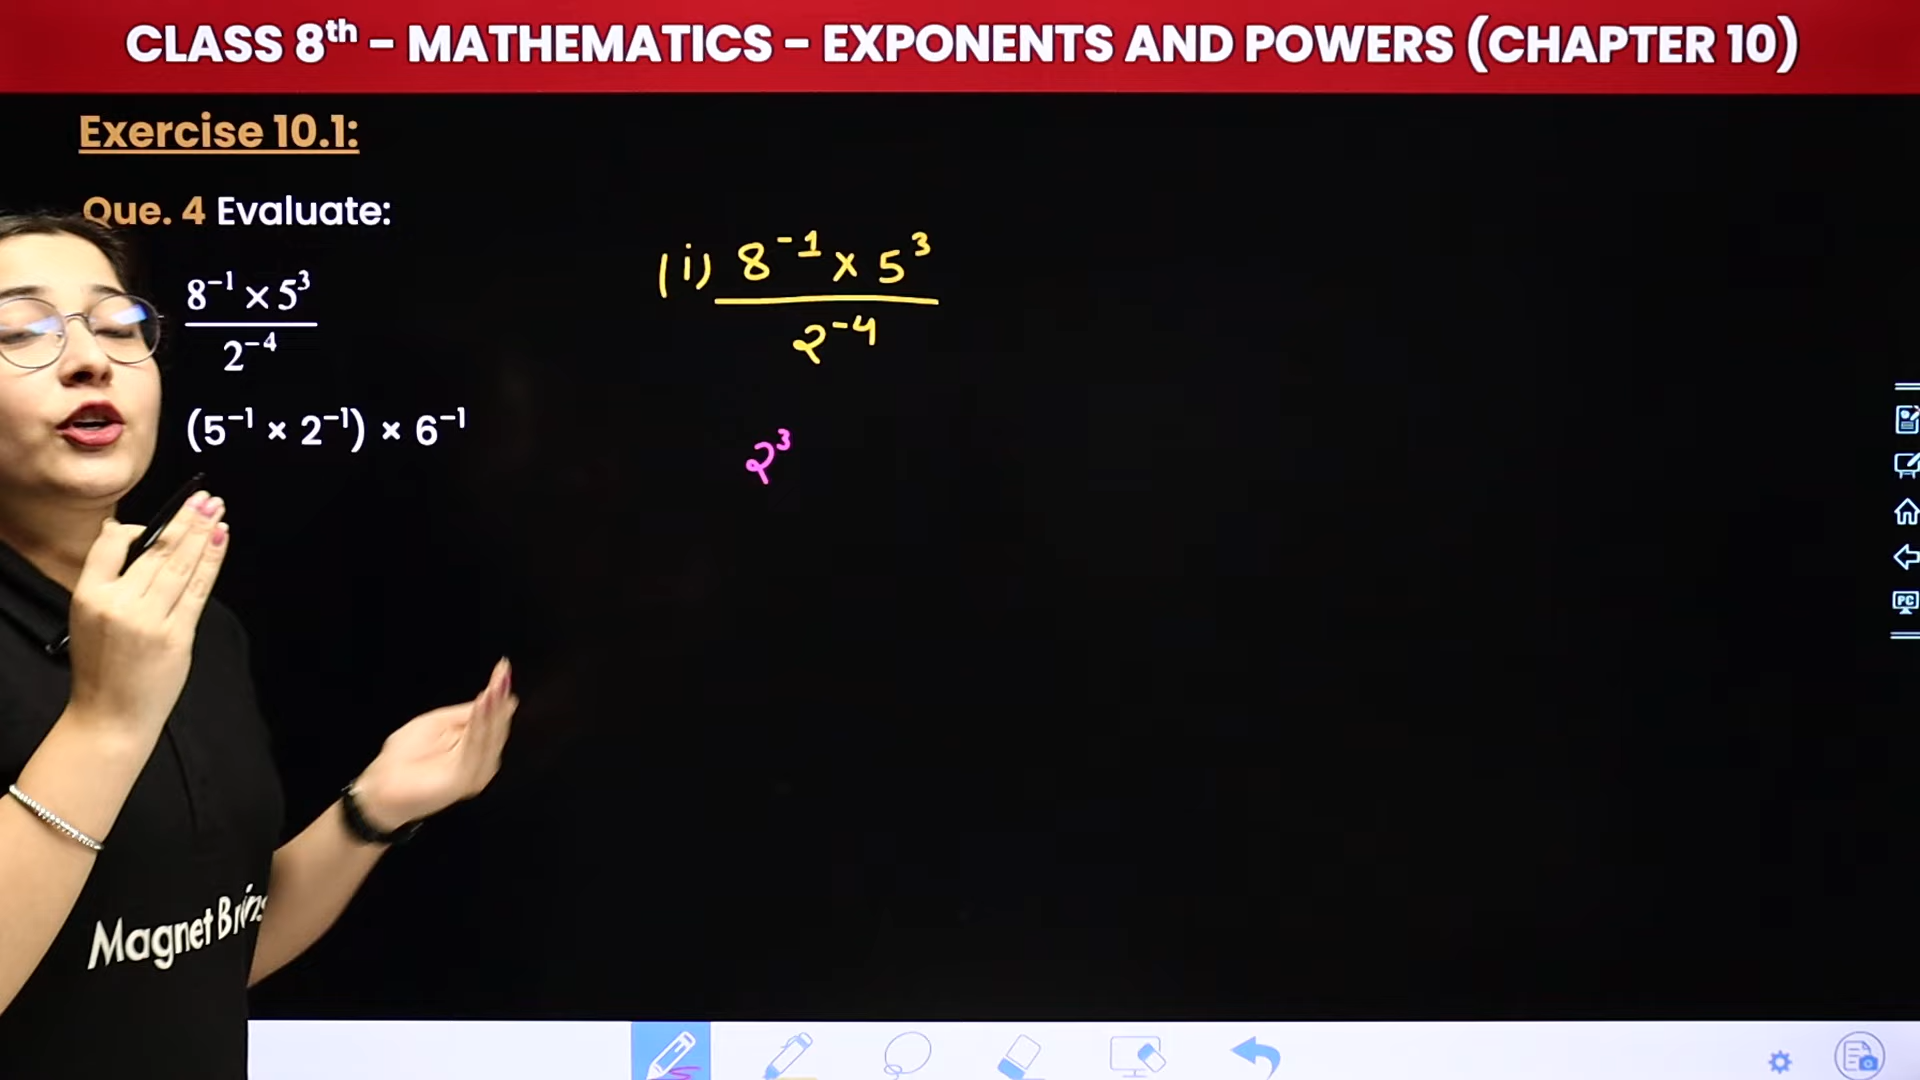 CLASS 8th – MATHEMATICS – EXPONENTS AND POWERS (CHAPTER 10)
Exercise 10.1:
Que. 4 Evaluate:
8⁻¹ × 5³
2⁻⁴
(5⁻¹ × 2⁻¹) × 6⁻¹
(i) 8⁻¹ × 5³
2⁻⁴
2³
Magnet Brains
PC